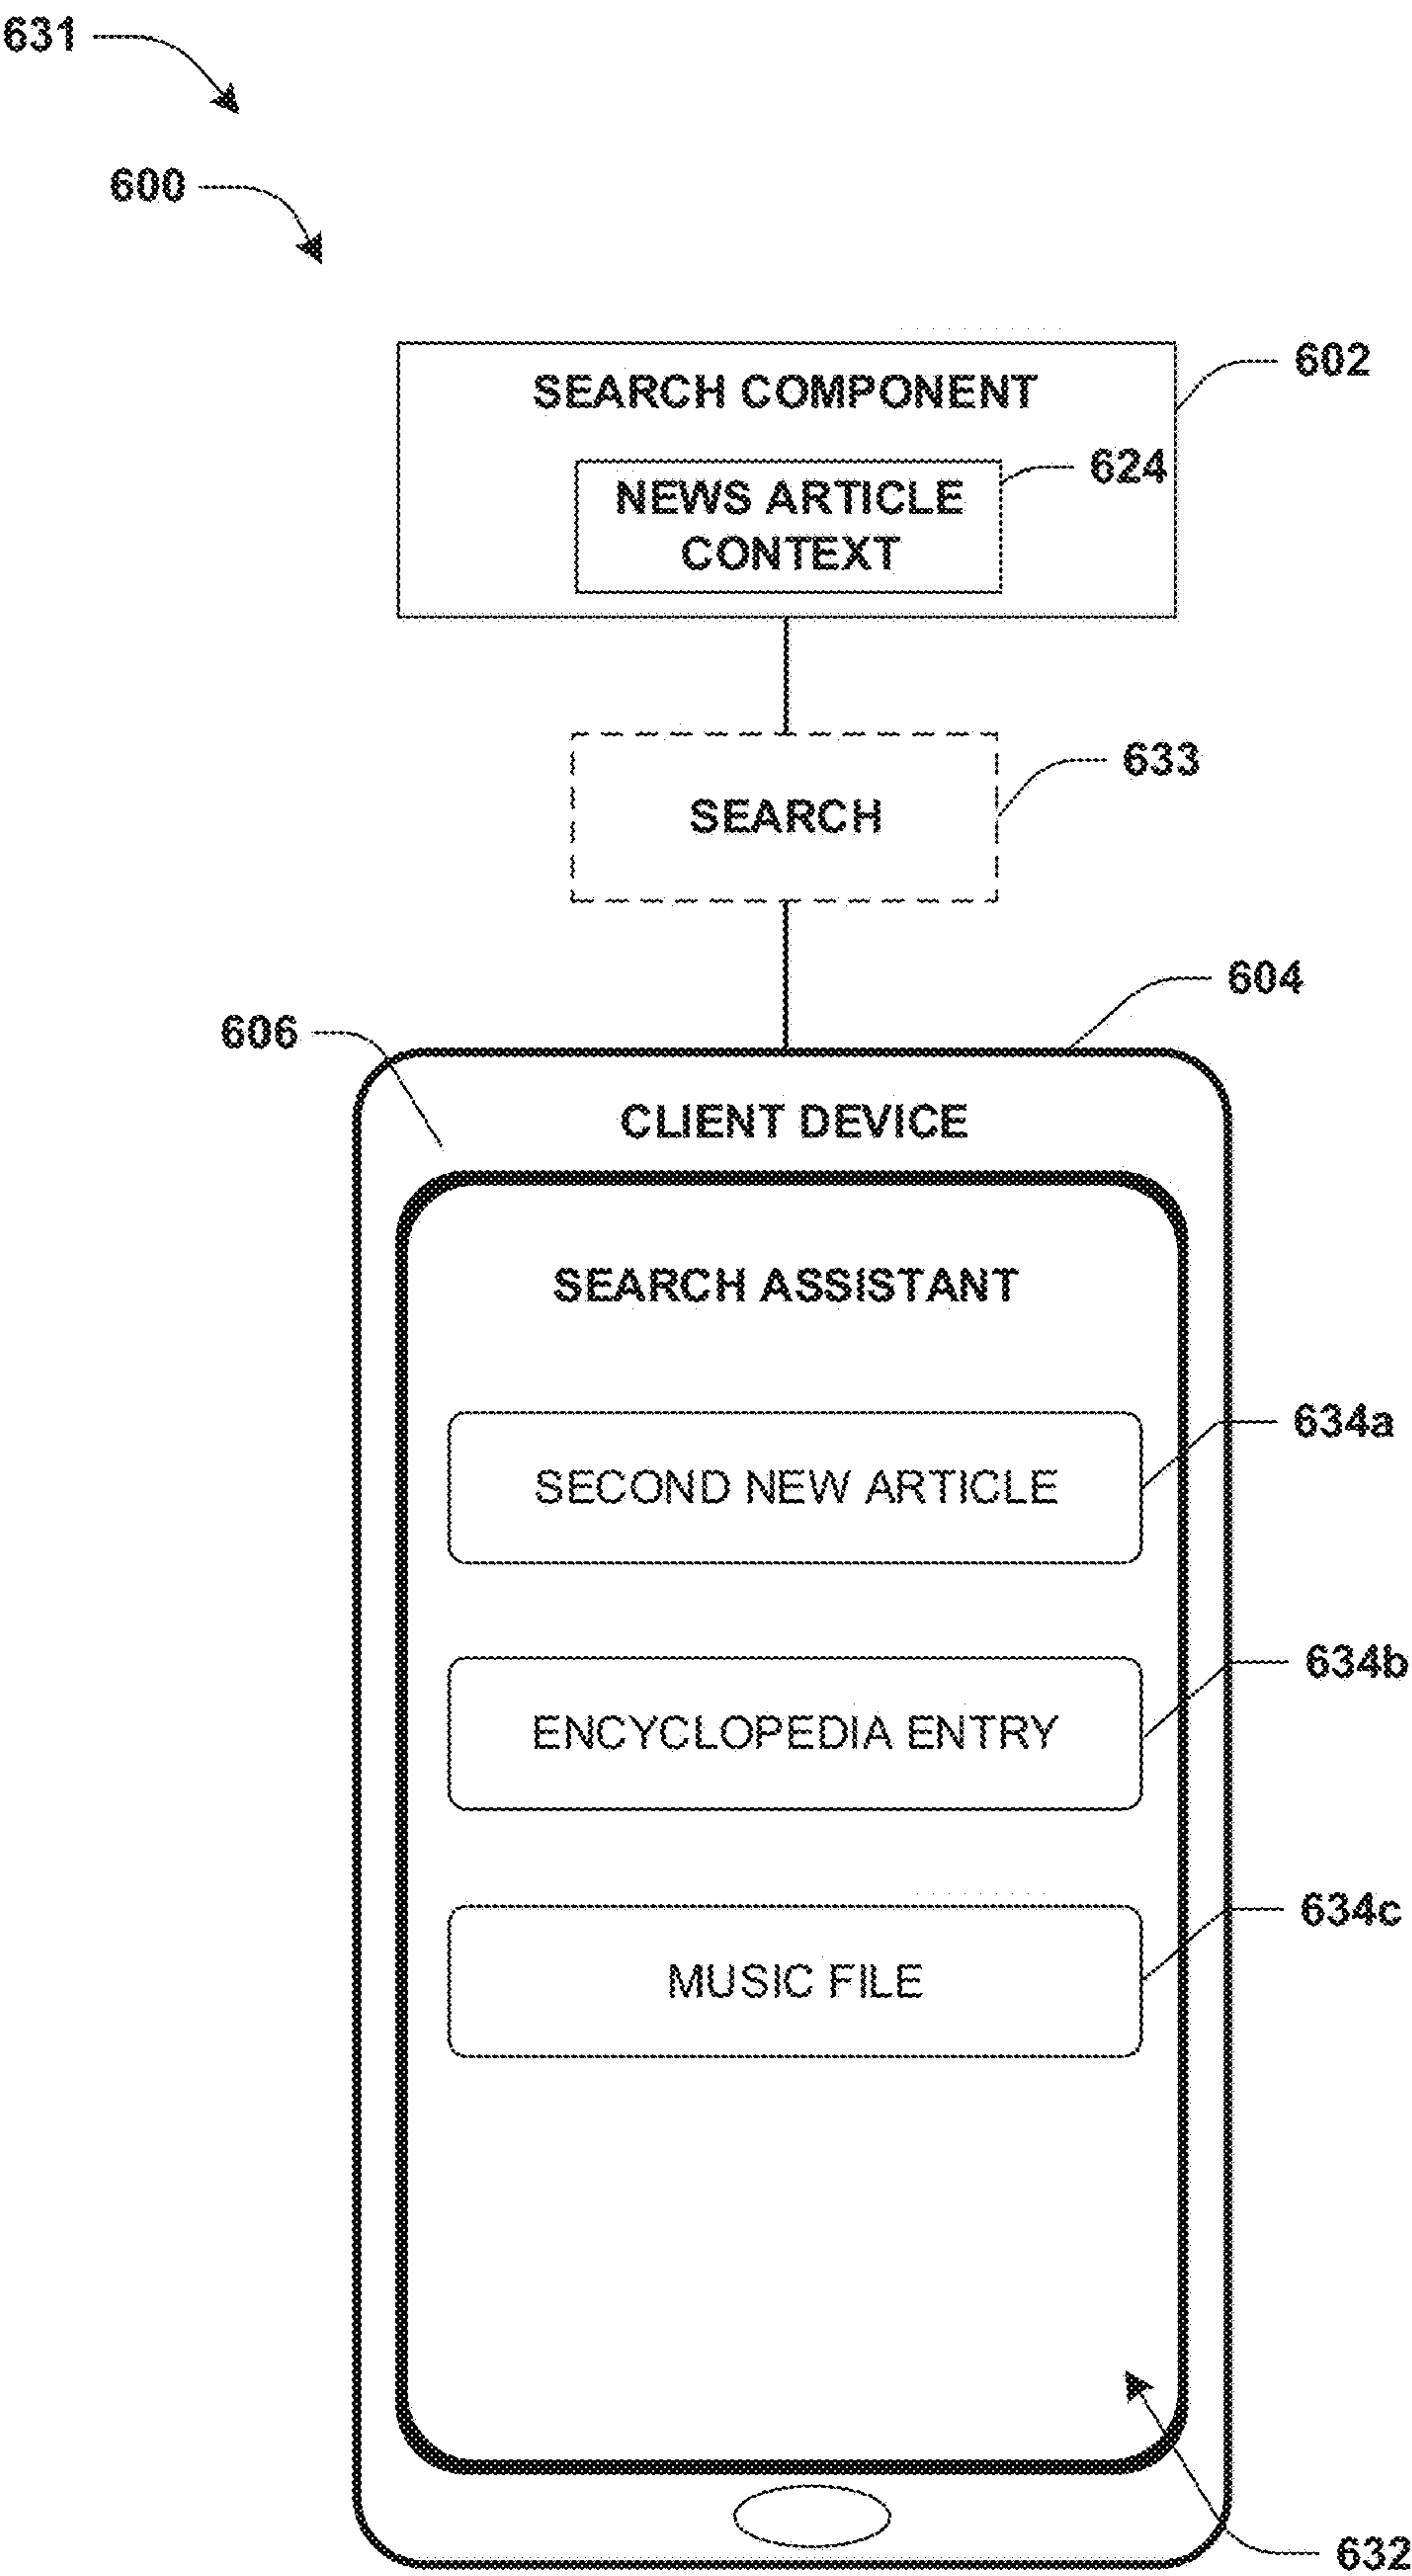 631
600
602
SEARCH COMPONENT
624
NEWS ARTICLE
CONTEXT
633
SEARCH
604
606
CLIENT DEVICE
SEARCH ASSISTANT
634a
SECOND NEW ARTICLE
634b
ENCYCLOPEDIA ENTRY
634c
MUSIC FILE
632